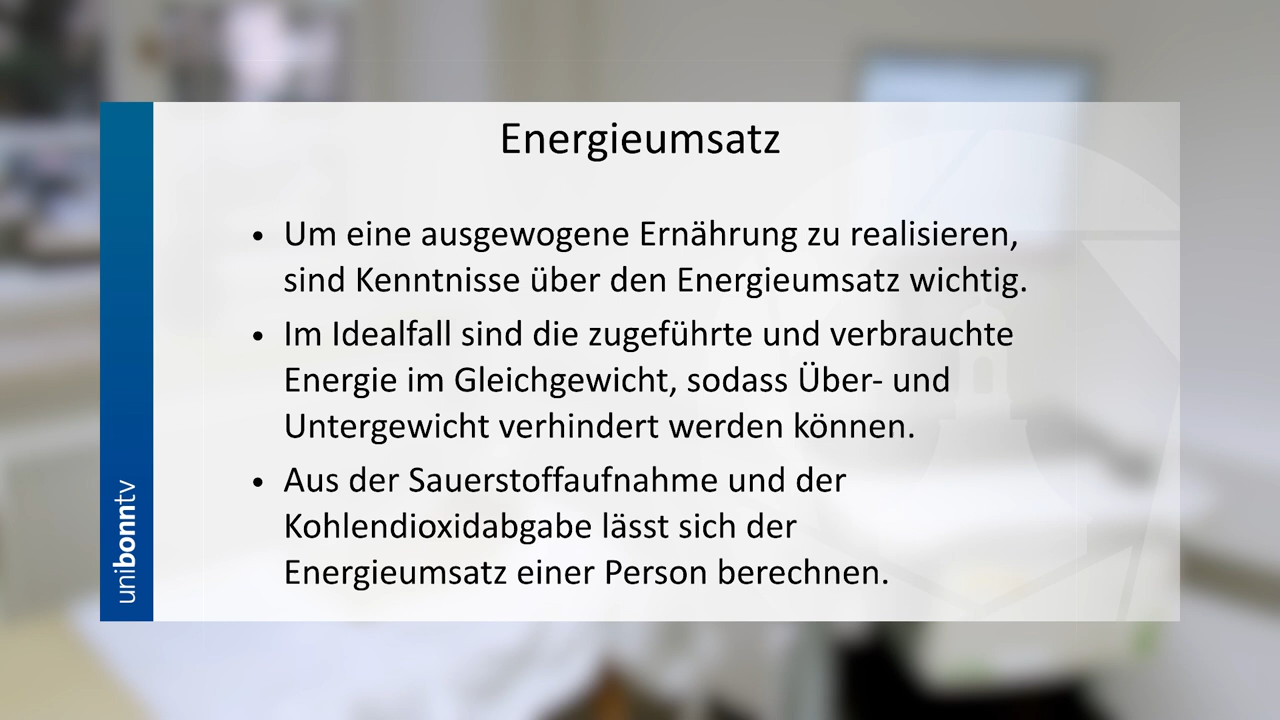 Energieumsatz
• Um eine ausgewogene Ernährung zu realisieren,
sind Kenntnisse über den Energieumsatz wichtig.
• Im Idealfall sind die zugeführte und verbrauchte
Energie im Gleichgewicht, sodass Über- und
Untergewicht verhindert werden können.
• Aus der Sauerstoffaufnahme und der
Kohlendioxidabgabe lässt sich der
Energieumsatz einer Person berechnen.
unibonntv